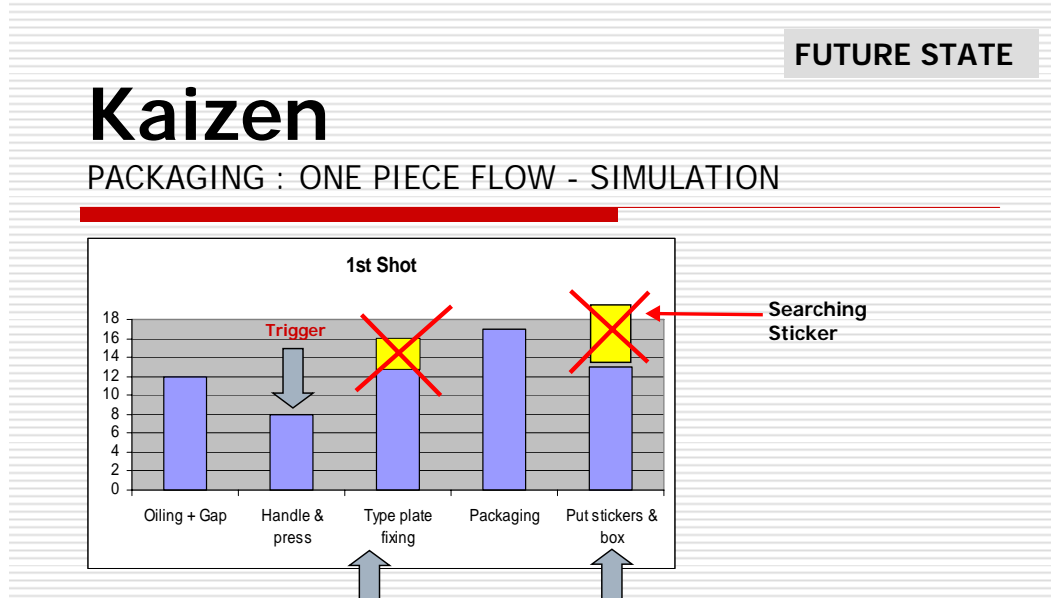 FUTURE STATE
Kaizen
PACKAGING : ONE PIECE FLOW - SIMULATION
1st Shot
18
16
14
12
10
8
6
4
2
0
Trigger
Searching
Sticker
Oiling + Gap
Handle &
press
Type plate
fixing
Packaging
Put stickers &
box